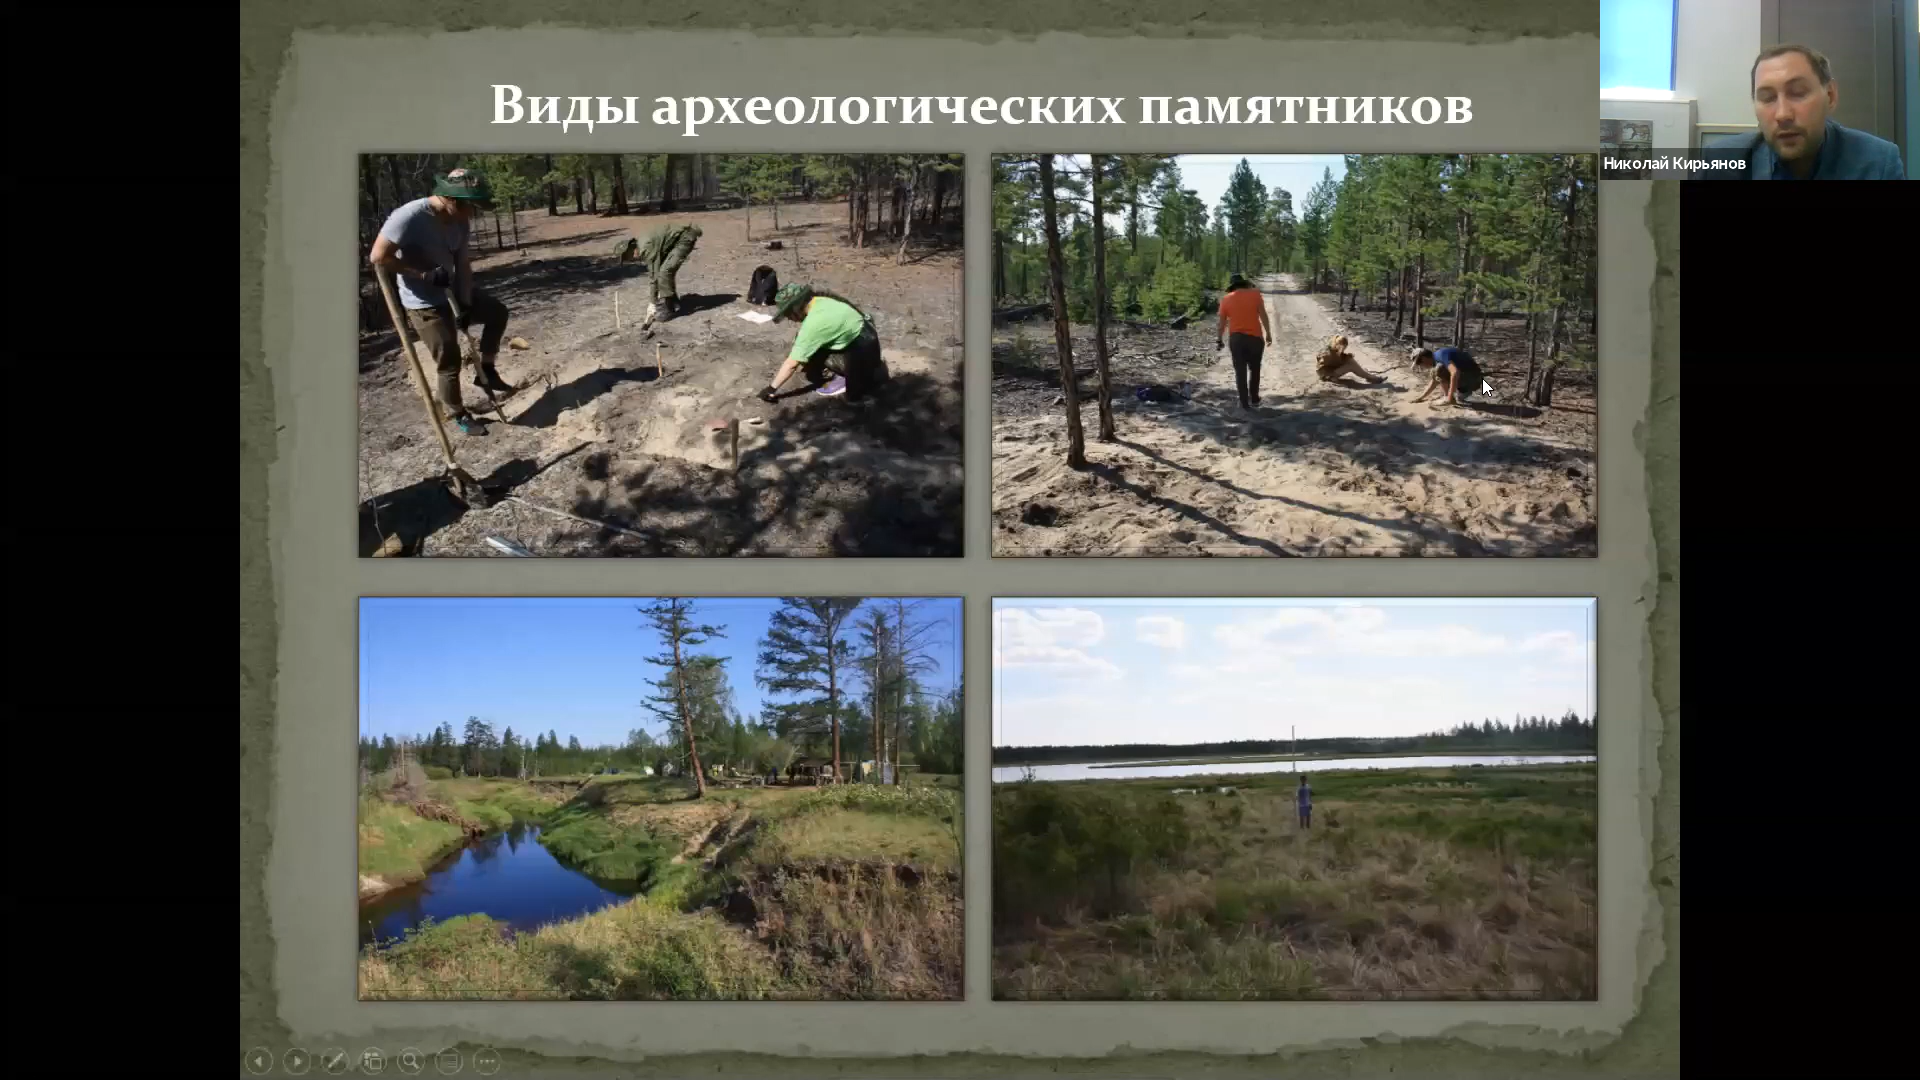 Виды археологических памятников
Николай Кирьянов